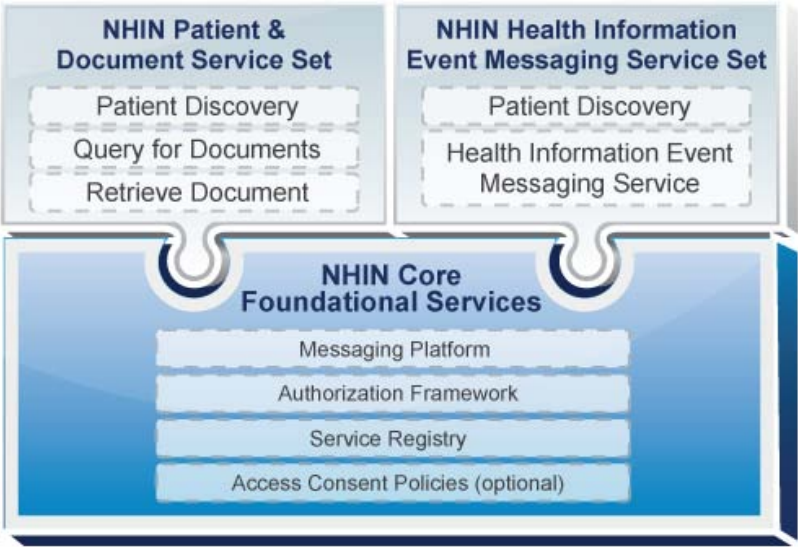 NHIN Patient &
Document Service Set
Patient Discovery
Query for Documents
Retrieve Document
NHIN Health Information
Event Messaging Service Set
Patient Discovery
Health Information Event
Messaging Service
NHIN Core
Foundational Services
Messaging Platform
Authorization Framework
Service Registry
Access Consent Policies (optional)